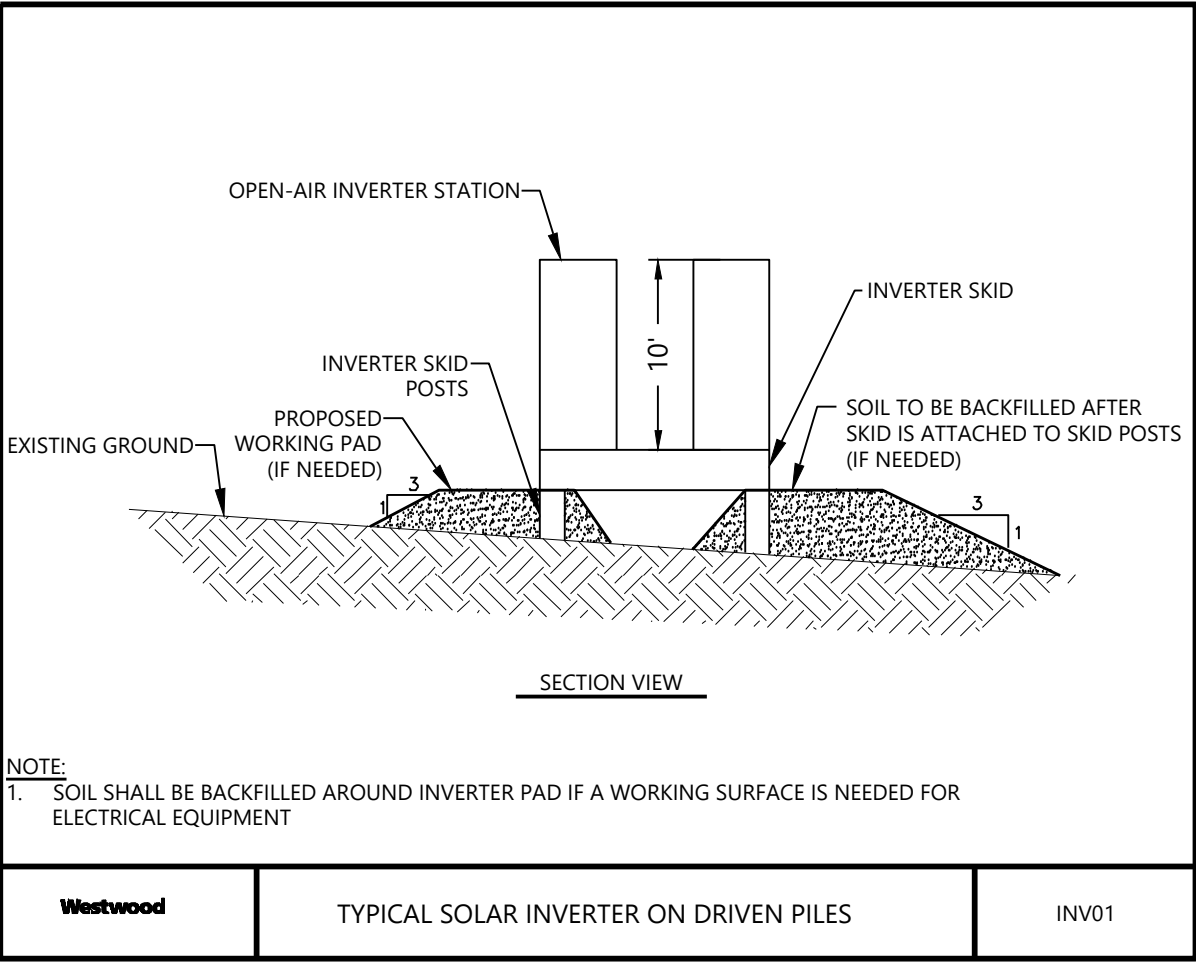 OPEN-AIR INVERTER STATION
INVERTER SKID
10'
INVERTER SKID
POSTS
PROPOSED
WORKING PAD
(IF NEEDED)
EXISTING GROUND
SOIL TO BE BACKFILLED AFTER
SKID IS ATTACHED TO SKID POSTS
(IF NEEDED)
3
1
3
1
SECTION VIEW
NOTE:
1. SOIL SHALL BE BACKFILLED AROUND INVERTER PAD IF A WORKING SURFACE IS NEEDED FOR
ELECTRICAL EQUIPMENT
Westwood
TYPICAL SOLAR INVERTER ON DRIVEN PILES
INV01